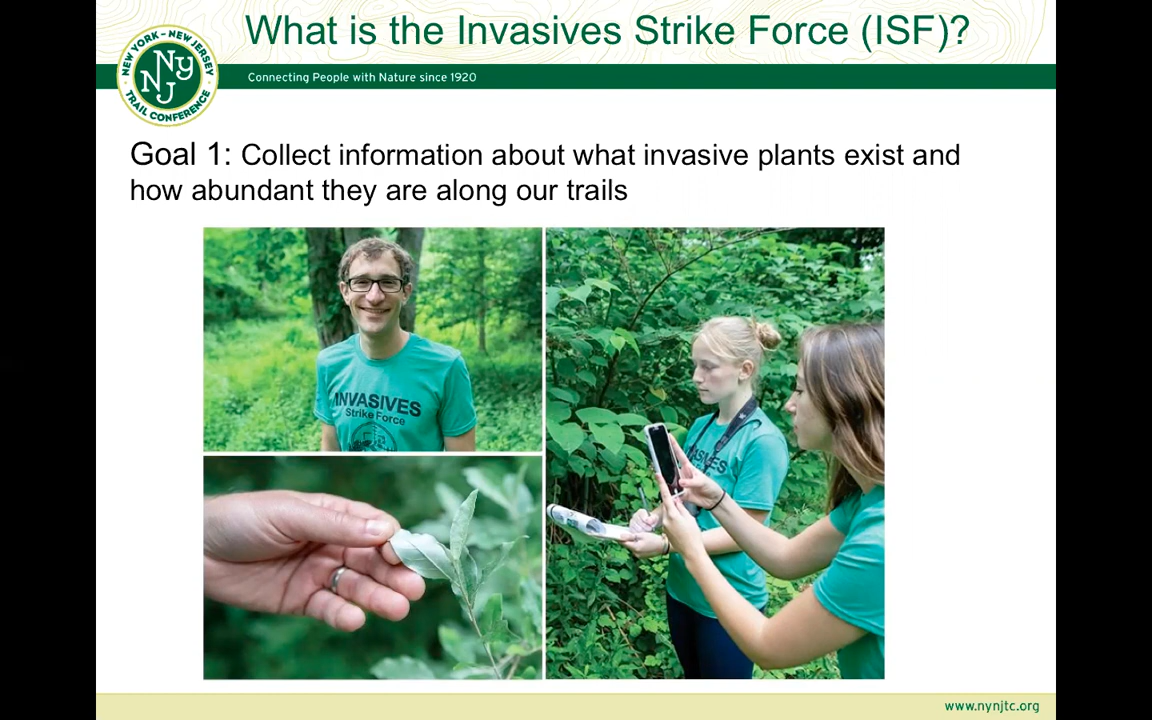 What is the Invasives Strike Force (ISF)?
NEW YORK - NEW JERSEY
NY
NJ
TRAIL CONFERENCE
Connecting People with Nature since 1920
Goal 1: Collect information about what invasive plants exist and
how abundant they are along our trails
INVASIVES
Strike Force
www.nynjtc.org